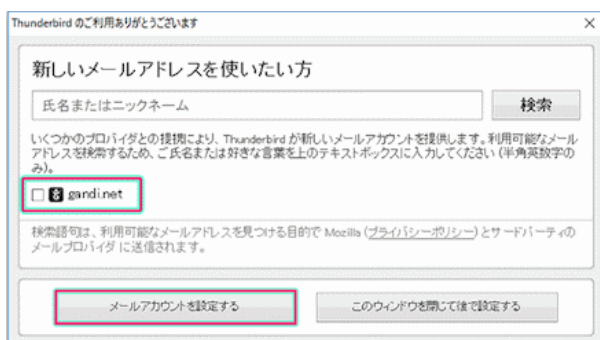 Thunderbird のご利用ありがとうございます
新しいメールアドレスを使いたい方
氏名またはニックネーム
検索
いくつかのプロバイダとの提携により、Thunderbird が新しいメールアカウントを提供します。利用可能なメール
アドレスを検索するため、ご氏名または好きな言葉を上のテキストボックスに入力してください (半角英数字の
み)。
gandi.net
検索語句は、利用可能なメールアドレスを見つける目的で Mozilla (プライバシーポリシー) とサードパーティの
メールプロバイダ に送信されます。
メールアカウントを設定する
このウィンドウを閉じて後で設定する